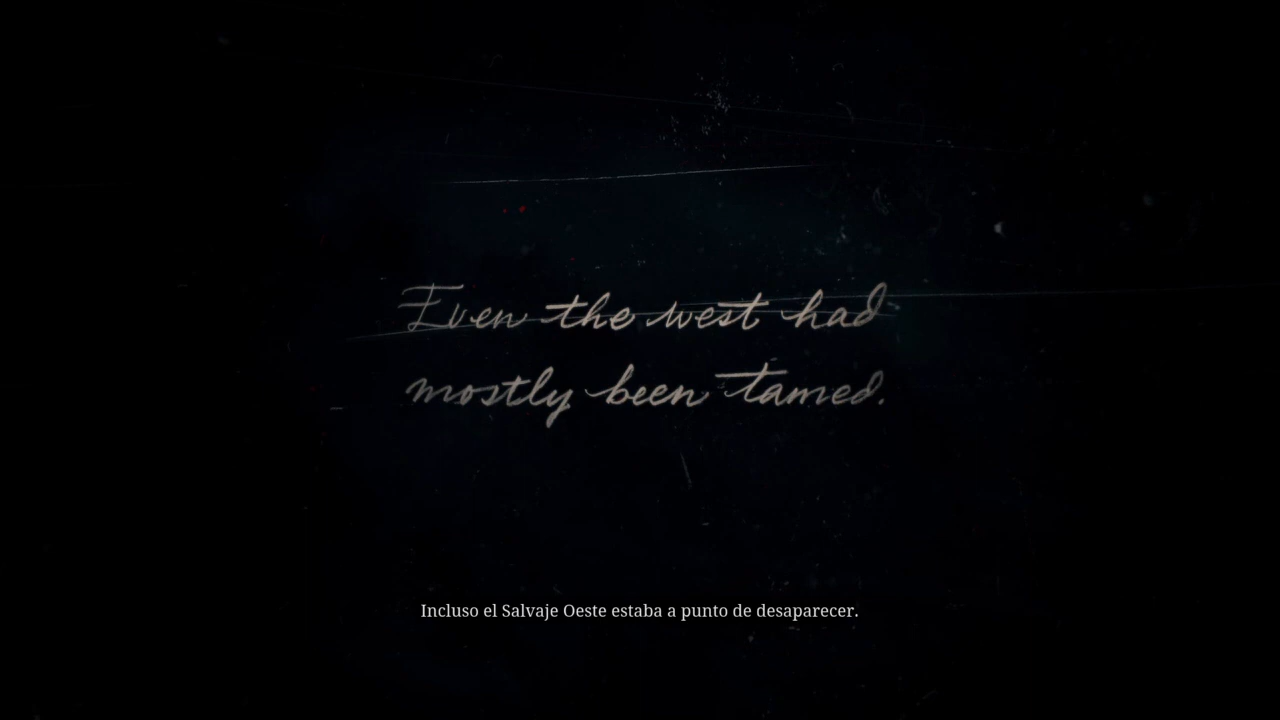 Even the west had
mostly been tamed.
Incluso el Salvaje Oeste estaba a punto de desaparecer.